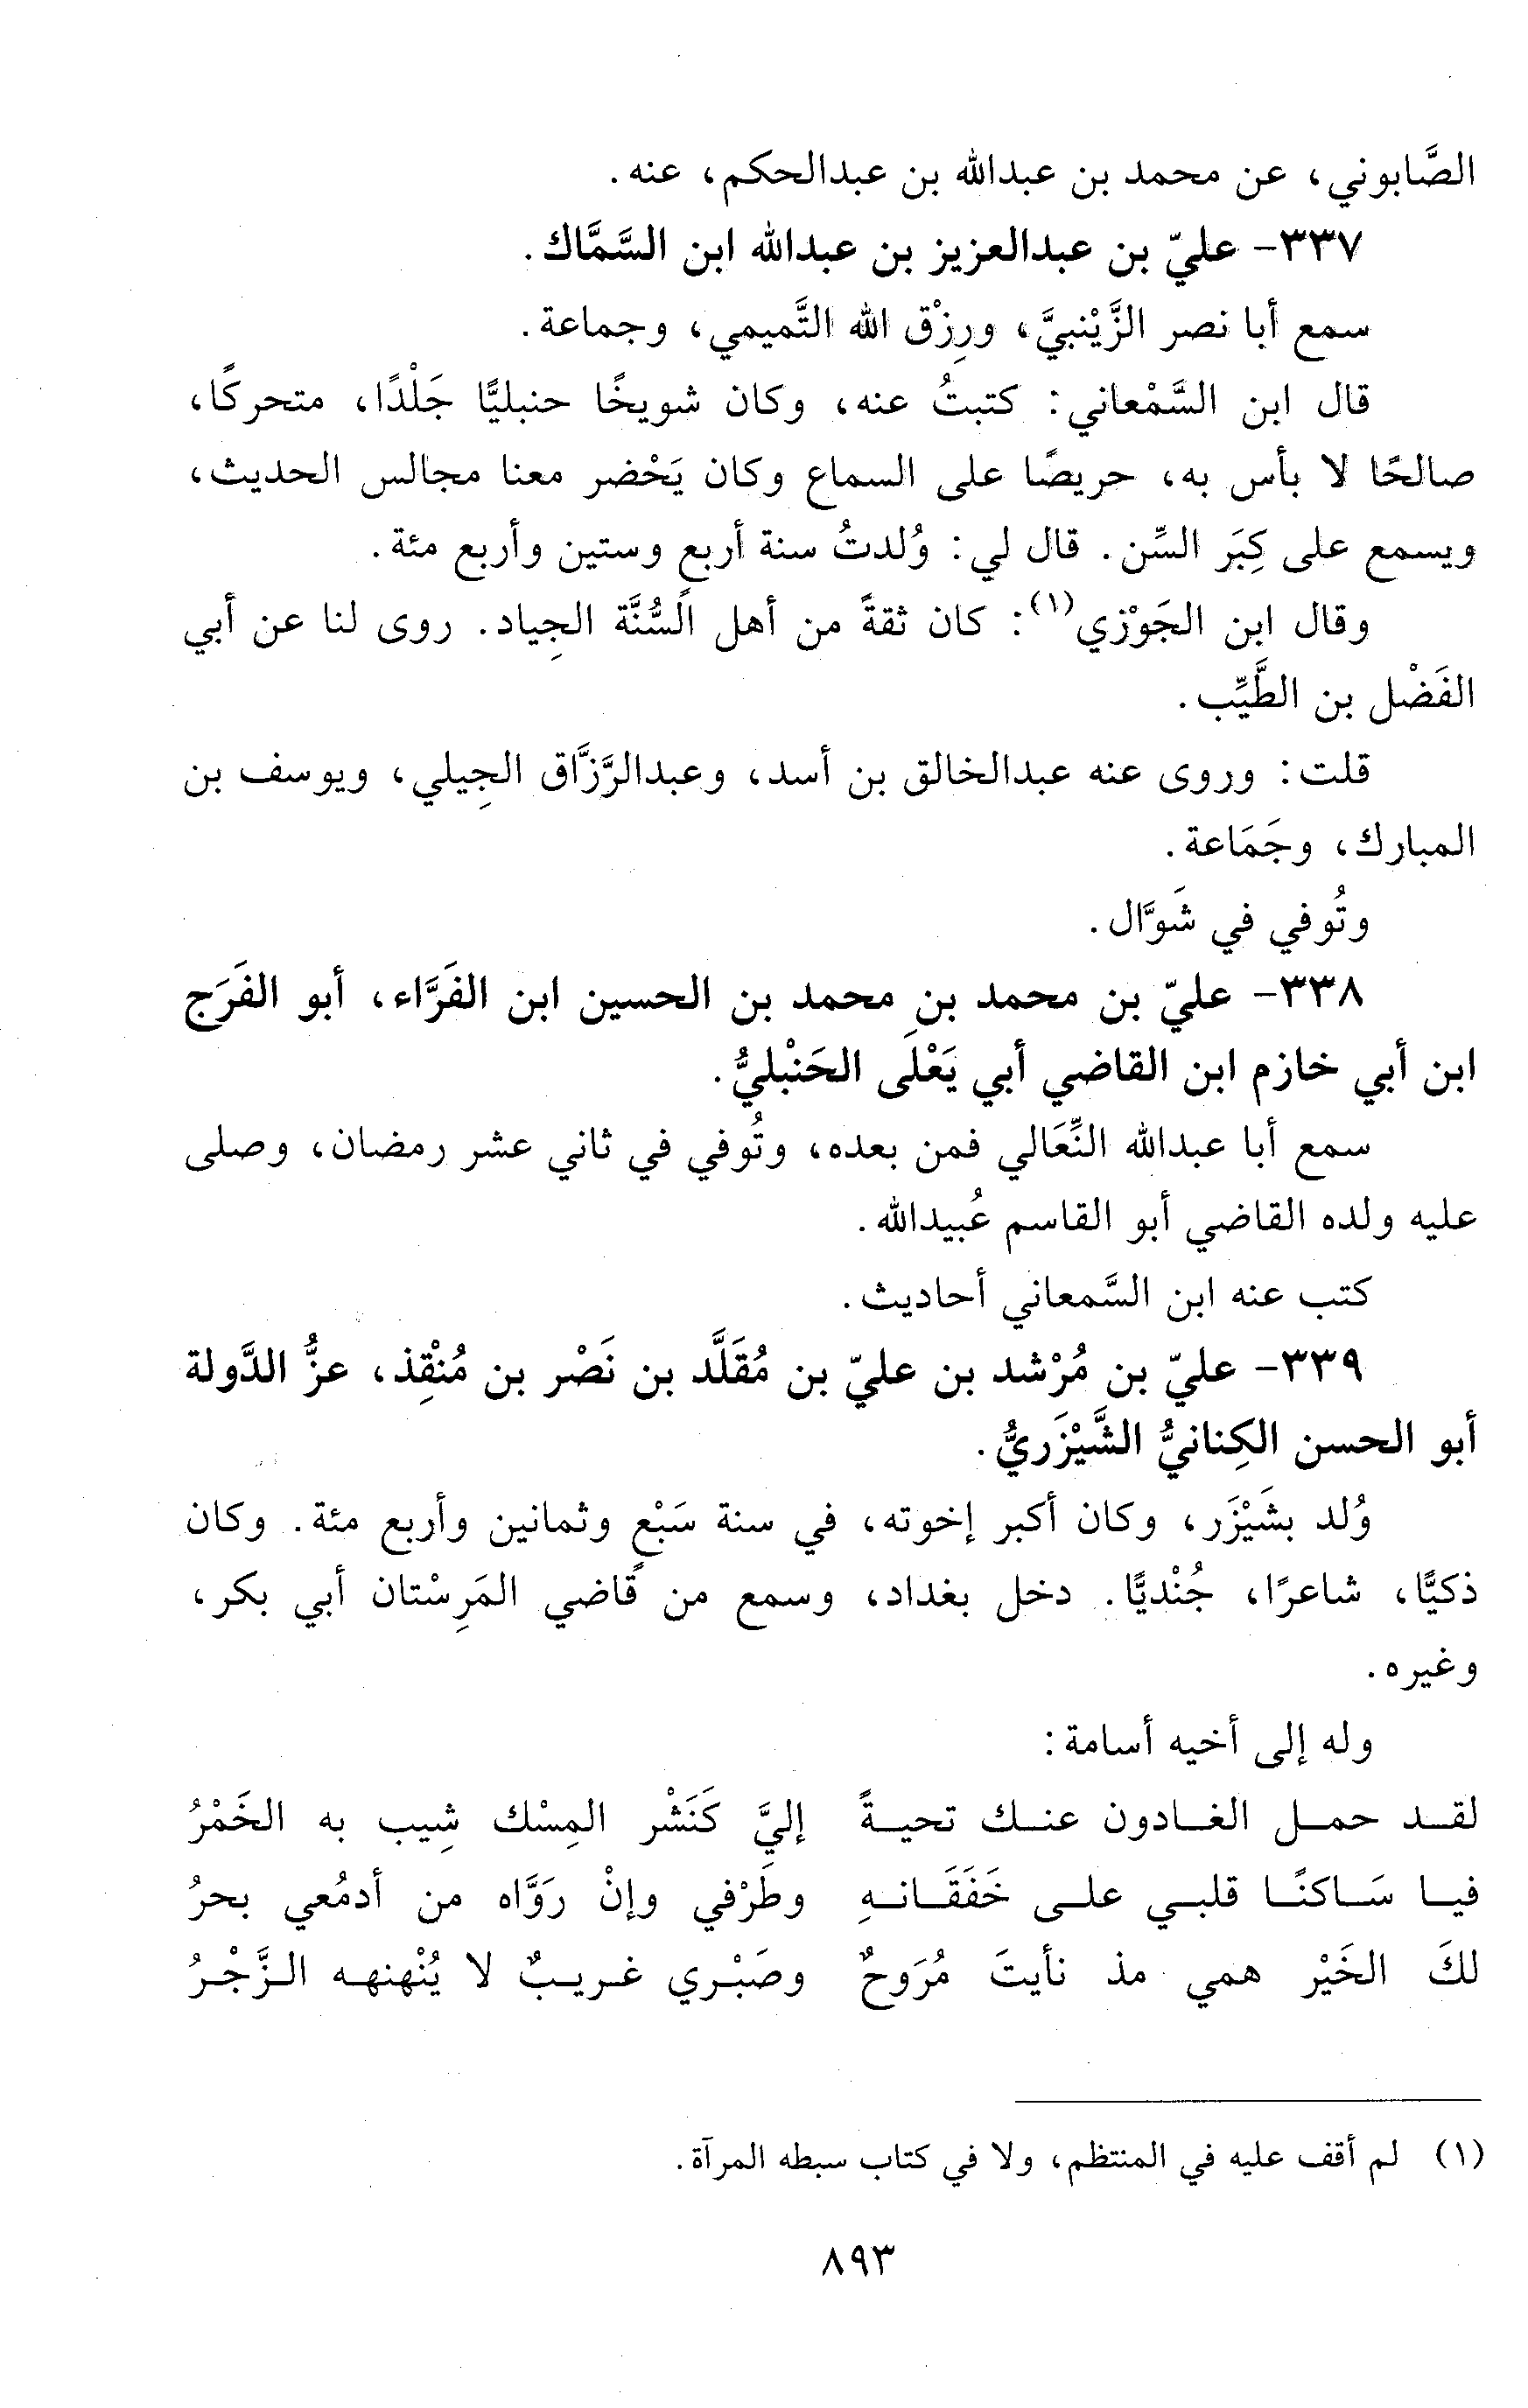 الصَّابوني، عن محمد بن عبدالله بن عبدالحكم، عنه.
٣٣٧- عليّ بن عبدالعزيز بن عبدالله ابن السَّمَّاك.
سمع أبا نصر الزَّيْنبيَّ، ورِزْق الله التَّميمي، وجماعة.
قال ابن السَّمْعاني: كتبتُ عنه، وكان شويخًا حنبليًّا جَلْدًا، متحركًا،
صالحًا لا بأس به، حريصًا على السماع وكان يَحْضر معنا مجالس الحديث،
ويسمع على كِبَر السِّن. قال لي: وُلدتُ سنة أربع وستين وأربع مئة.
وقال ابن الجَوْزي(١): كان ثقةً من أهل السُّنَّة الجِياد. روى لنا عن أبي
الفَضْل بن الطَّيِّب.
قلت: وروى عنه عبدالخالق بن أسد، وعبدالرَّزَّاق الجِيلي، ويوسف بن
المبارك، وجَمَاعة.
وتُوفي في شَوَّال.
٣٣٨- عليّ بن محمد بن محمد بن الحسين ابن الفَرَّاء، أبو الفَرَج
ابن أبي خازم ابن القاضي أبي يَعْلَى الحَنْبليُّ.
سمع أبا عبدالله النِّعَالي فمن بعده، وتُوفي في ثاني عشر رمضان، وصلى
عليه ولده القاضي أبو القاسم عُبيدالله.
كتب عنه ابن السَّمعاني أحاديث.
٣٣٩- عليّ بن مُرْشد بن عليّ بن مُقَلَّد بن نَصْر بن مُنْقِذ، عزُّ الدَّولة
أبو الحسن الكِنانيُّ الشَّيْزَريُّ.
وُلد بشَيْزَر، وكان أكبر إخوته، في سنة سَبْع وثمانين وأربع مئة. وكان
ذكيًّا، شاعرًا، جُنْديًّا. دخل بغداد، وسمع من قاضي المَرِسْتان أبي بكر،
وغيره.
وله إلى أخيه أسامة:
لقد حمل الغادون عنك تحيةً إليَّ كَنَشْر المِسْك شِيب به الخَمْرُ
فيا سَاكنًا قلبي على خَفَقَانهِ وطَرْفي وإنْ رَوَّاه من أدمُعي بحرُ
لكَ الخَيْر همي مذ نأيتَ مُرَوحٌ وصَبْري غريبٌ لا يُنْهنهه الزَّجْرُ
(١) لم أقف عليه في المنتظم، ولا في كتاب سبطه المرآة.
٨٩٣